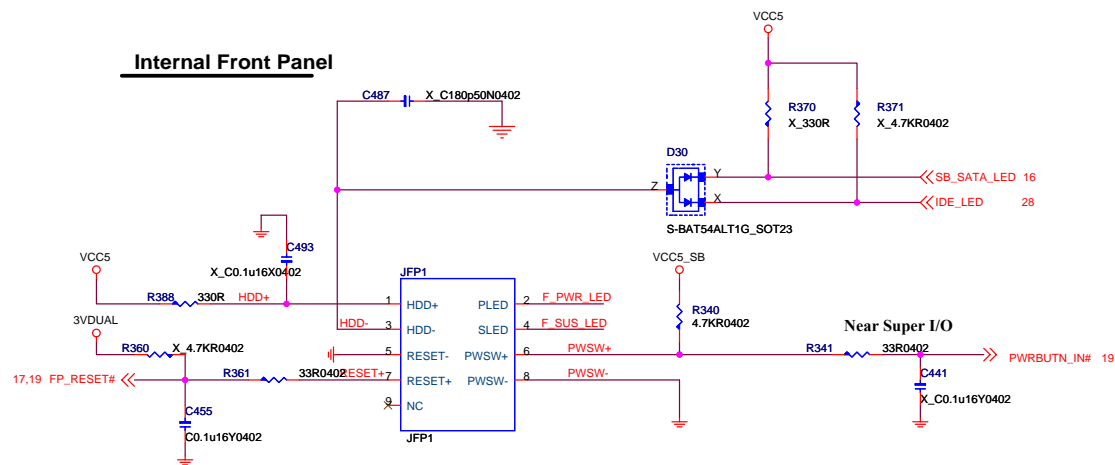 VCC5
Internal Front Panel
C487
X_C180p50N0402
R370
X_330R
R371
X_4.7KR0402
D30
Y
Z
X
SB_SATA_LED 16
IDE_LED 28
S-BAT54ALT1G_SOT23
C493
X_C0.1u16X0402
VCC5
VCC5_SB
JFP1
R388
330R
HDD+
1
HDD+
PLED
2
F_PWR_LED
R340
4.7KR0402
Near Super I/O
3VDUAL
HDD-
3
HDD-
SLED
4
F_SUS_LED
R360
X_4.7KR0402
5
RESET-
PWSW+
6
PWSW+
R341
33R0402
PWRBUTN_IN# 19
17,19 FP_RESET#
R361
33R0402
RESET+
7
RESET+
PWSW-
8
PWSW-
C441
X_C0.1u16Y0402
9
NC
C455
C0.1u16Y0402
JFP1